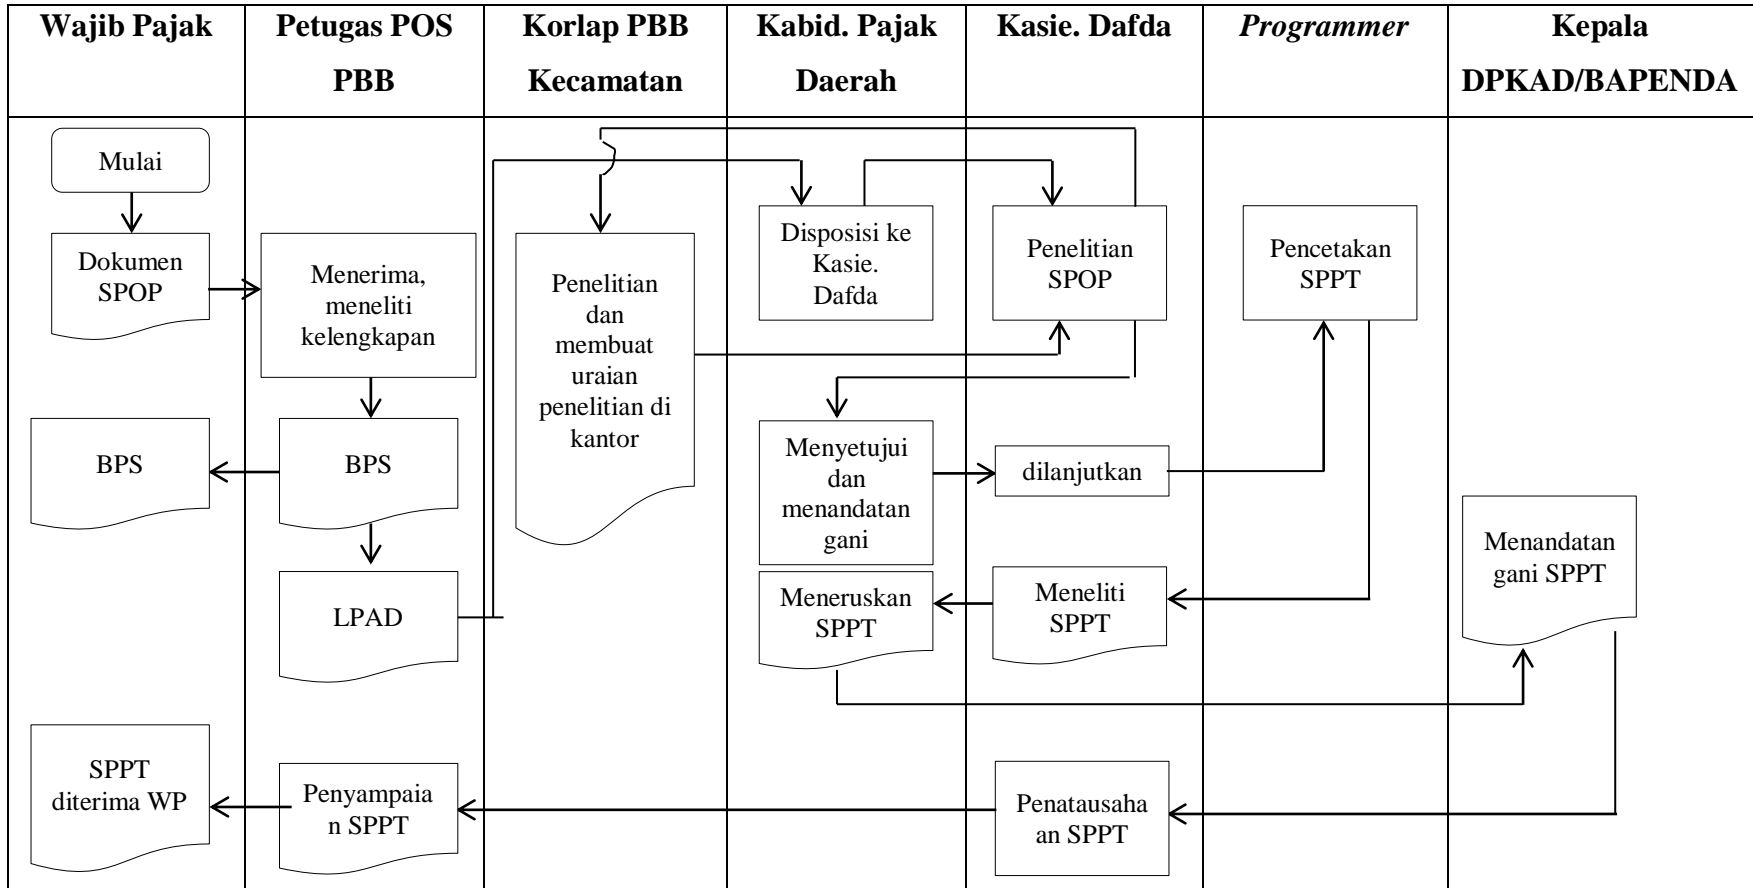 Wajib Pajak
Petugas POS
PBB
Korlap PBB
Kecamatan
Kabid. Pajak
Daerah
Kasie. Dafda
Programmer
Kepala
DPKAD/BAPENDA
Mulai
Dokumen
SPOP
Menerima,
meneliti
kelengkapan
Penelitian
dan
membuat
uraian
penelitian di
kantor
Disposisi ke
Kasie.
Dafda
Penelitian
SPOP
Pencetakan
SPPT
BPS
BPS
Menyetujui
dan
menandatan
gani
dilanjutkan
Menandatan
gani SPPT
LPAD
Meneruskan
SPPT
Meneliti
SPPT
SPPT
diterima WP
Penyampaia
n SPPT
Penatausaha
an SPPT